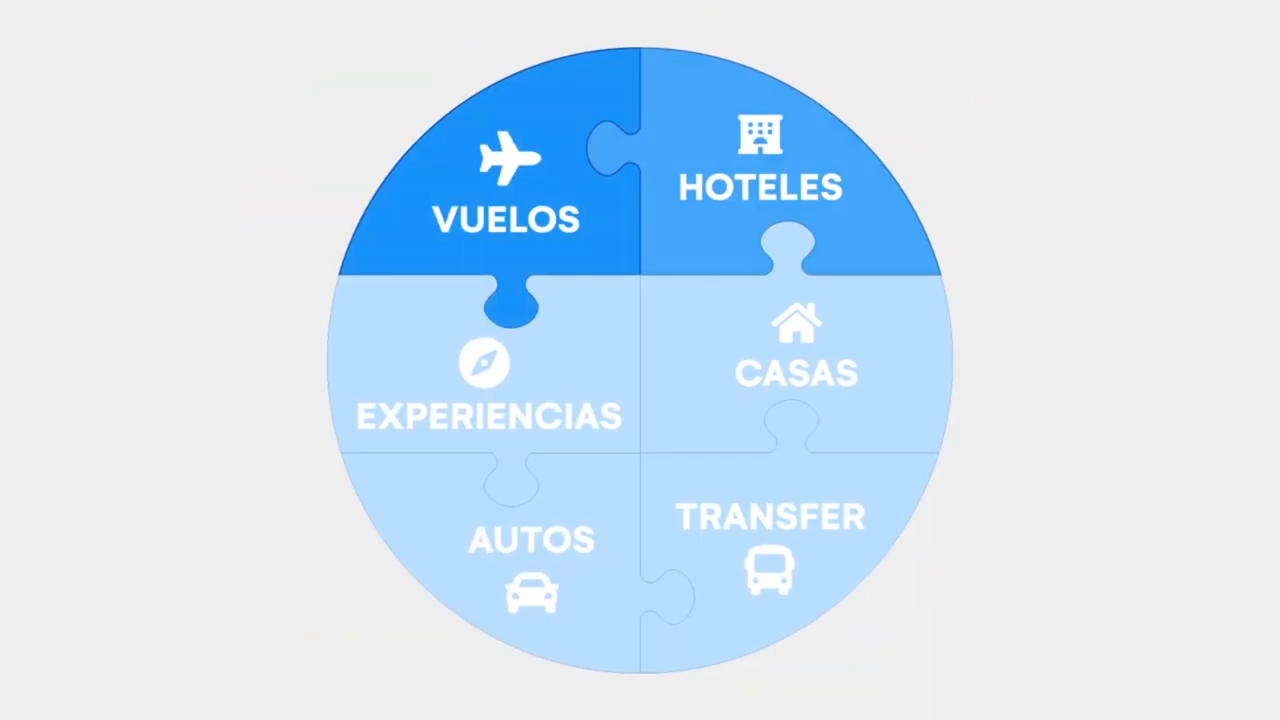 VUELOS
HOTELES
EXPERIENCIAS
CASAS
AUTOS
TRANSFER